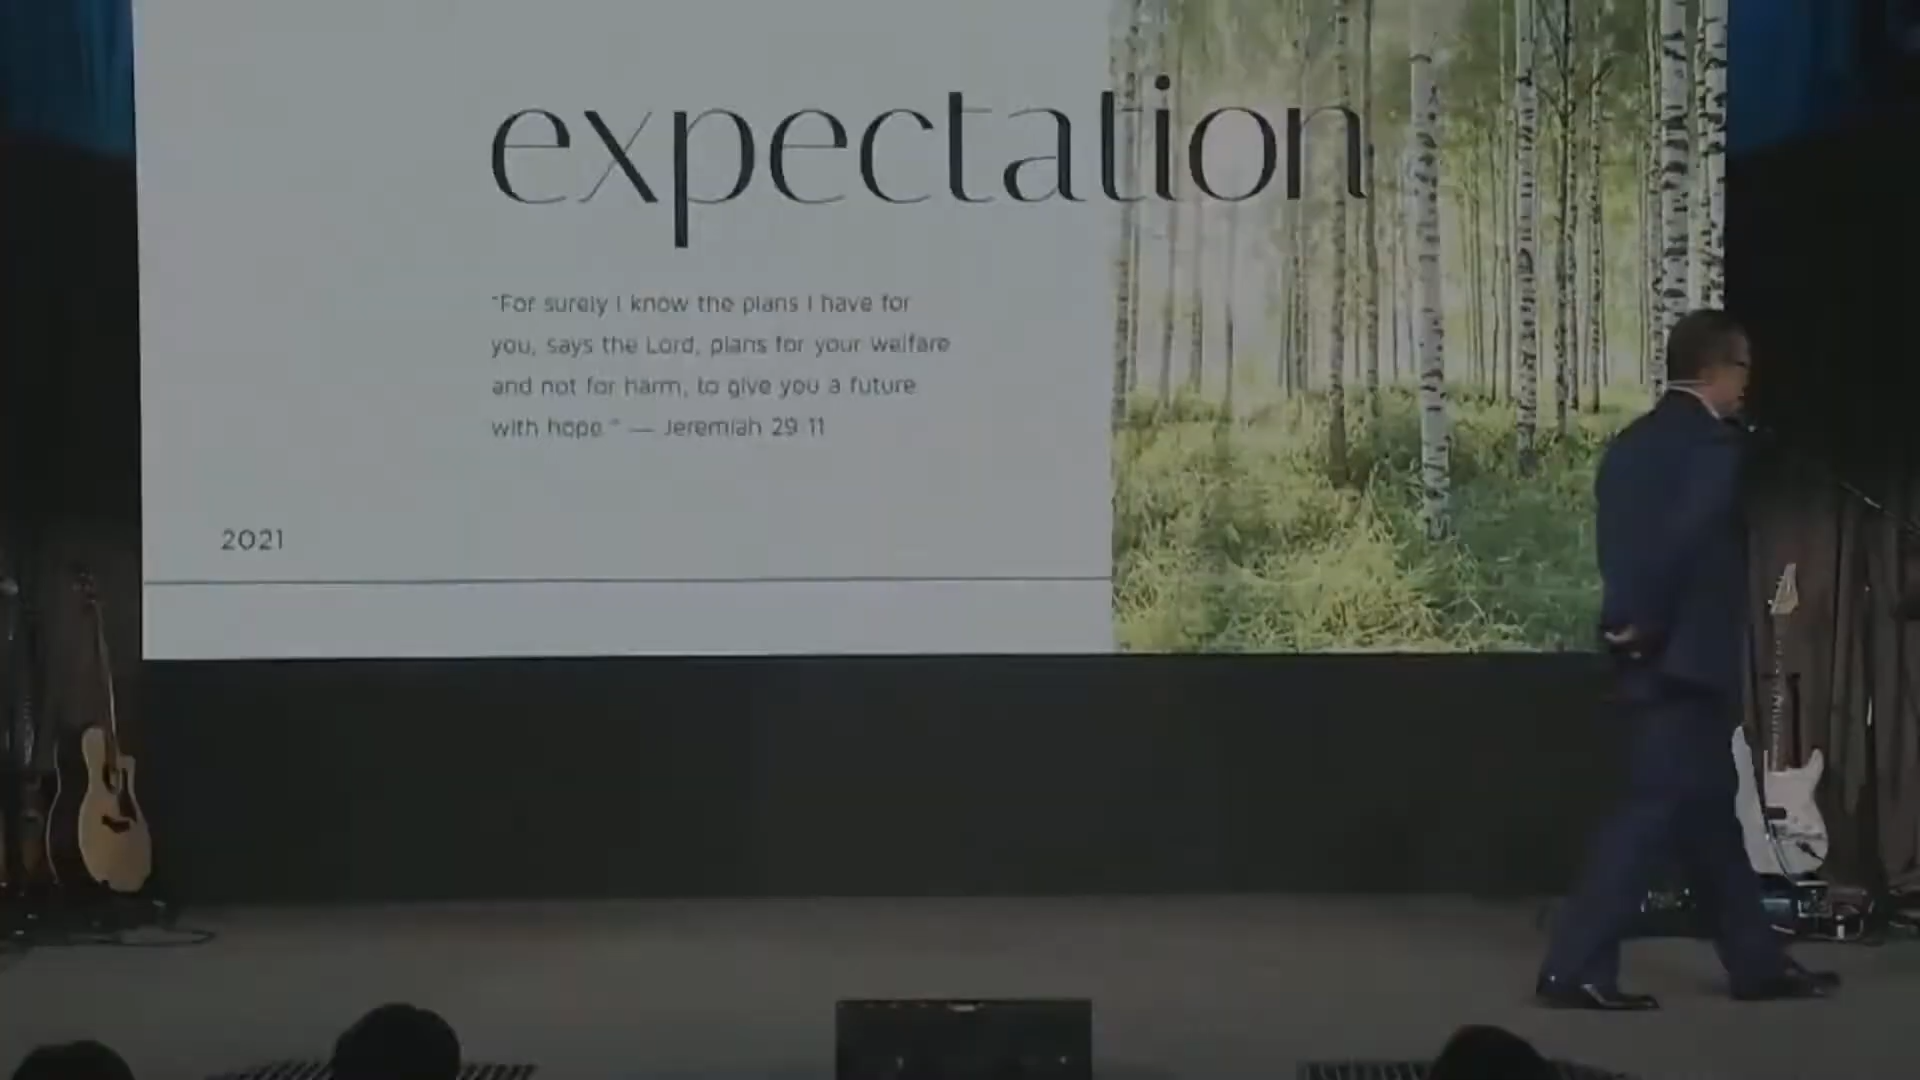 expectation
"For surely I know the plans I have for
you, says the Lord, plans for your welfare
and not for harm, to give you a future
with hope." — Jeremiah 29:11
2021